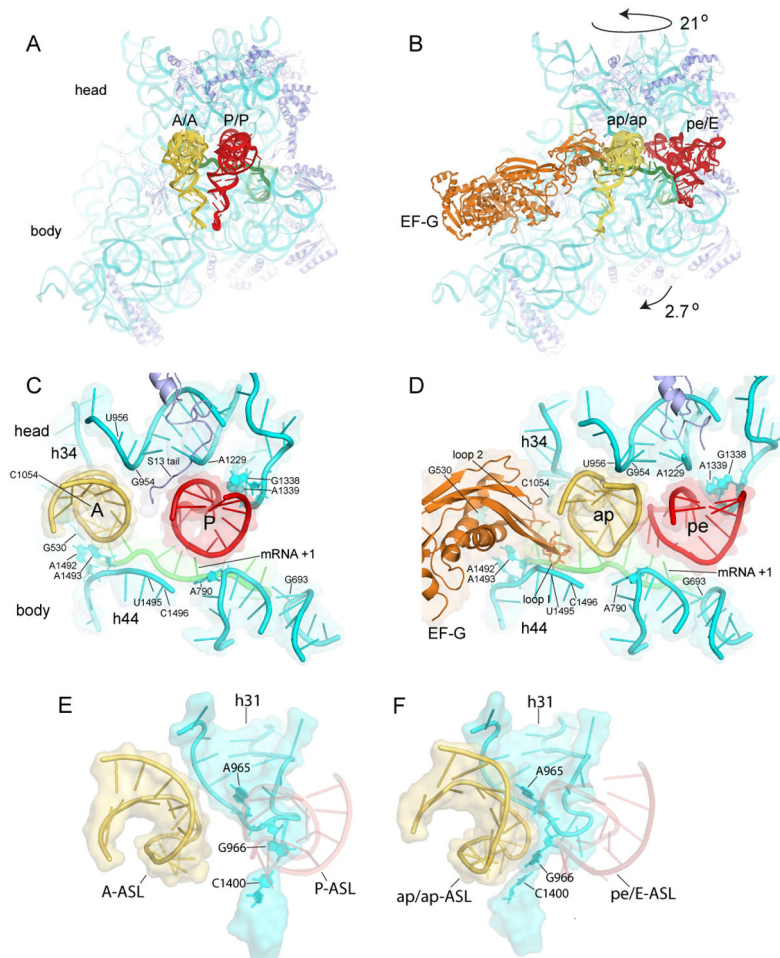 A
head
A/A
P/P
body
B
21°
ap/ap
pe/E
EF-G
2.7°
C
head
h34
U956
C1054
S13 tail
G954
A1229
G1338
A1339
A
P
G530
A1492
A1493
mRNA +1
body
h44
U1495
C1496
A790
G693
D
h34
loop 2
G530
C1054
U956
G954
A1229
A1339
G1338
ap
pe
A1492
A1493
mRNA +1
loop I
U1495
C1496
A790
G693
h44
EF-G
E
h31
A965
G966
C1400
A-ASL
P-ASL
F
h31
A965
G966
C1400
ap/ap-ASL
pe/E-ASL